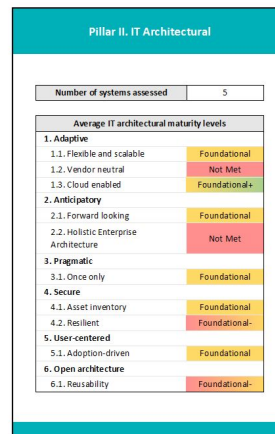 Pillar II. IT Architectural
Number of systems assessed 5
Average IT architectural maturity levels
1. Adaptive
1.1. Flexible and scalable Foundational
1.2. Vendor neutral Not Met
1.3. Cloud enabled Foundational+
2. Anticipatory
2.1. Forward looking Foundational
2.2. Holistic Enterprise
Architecture Not Met
3. Pragmatic
3.1. Once only Foundational
4. Secure
4.1. Asset inventory Foundational
4.2. Resilient Foundational-
5. User-centered
5.1. Adoption-driven Foundational
6. Open architecture
6.1. Reusability Foundational-